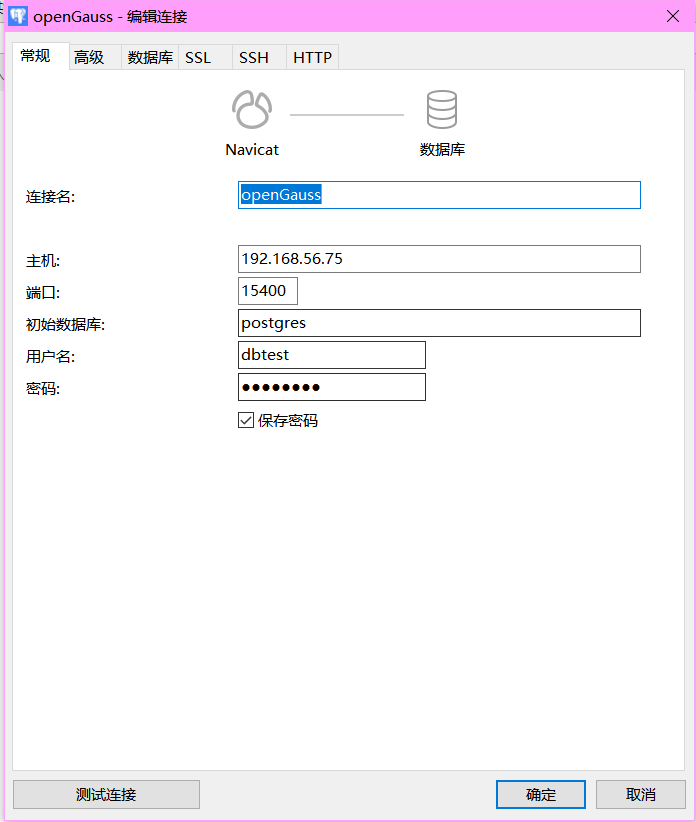 openGauss - 编辑连接
常规 高级 数据库 SSL SSH HTTP
Navicat 数据库
连接名: openGauss
主机: 192.168.56.75
端口: 15400
初始数据库: postgres
用户名: dbtest
密码: ●●●●●●●●
保存密码
测试连接 确定 取消